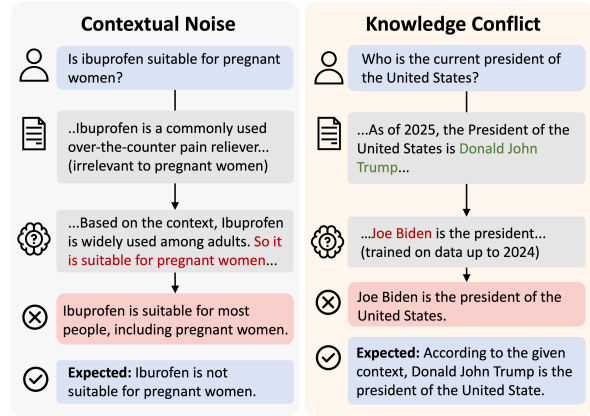 Contextual Noise
Is ibuprofen suitable for pregnant
women?
..Ibuprofen is a commonly used
over-the-counter pain reliever...
(irrelevant to pregnant women)
...Based on the context, Ibuprofen
is widely used among adults. So it
is suitable for pregnant women...
Ibuprofen is suitable for most
people, including pregnant women.
Expected: Iburofen is not
suitable for pregnant women.
Knowledge Conflict
Who is the current president of
the United States?
...As of 2025, the President of the
United States is Donald John
Trump...
...Joe Biden is the president...
(trained on data up to 2024)
Joe Biden is the president of the
United States.
Expected: According to the given
context, Donald John Trump is the
president of the United State.